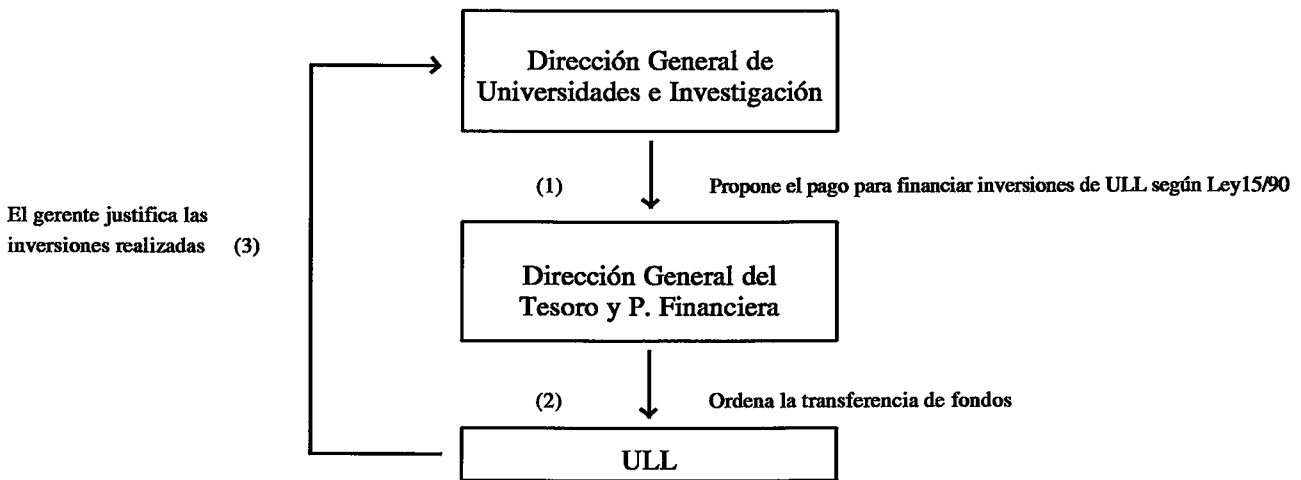 Dirección General de
Universidades e Investigación
(1) Propone el pago para financiar inversiones de ULL según Ley15/90
El gerente justifica las
inversiones realizadas (3)
Dirección General del
Tesoro y P. Financiera
(2) Ordena la transferencia de fondos
ULL